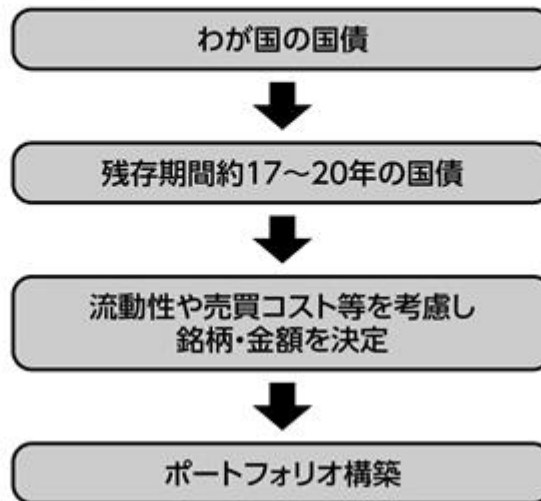 わが国の国債
残存期間約17～20年の国債
流動性や売買コスト等を考慮し
銘柄・金額を決定
ポートフォリオ構築